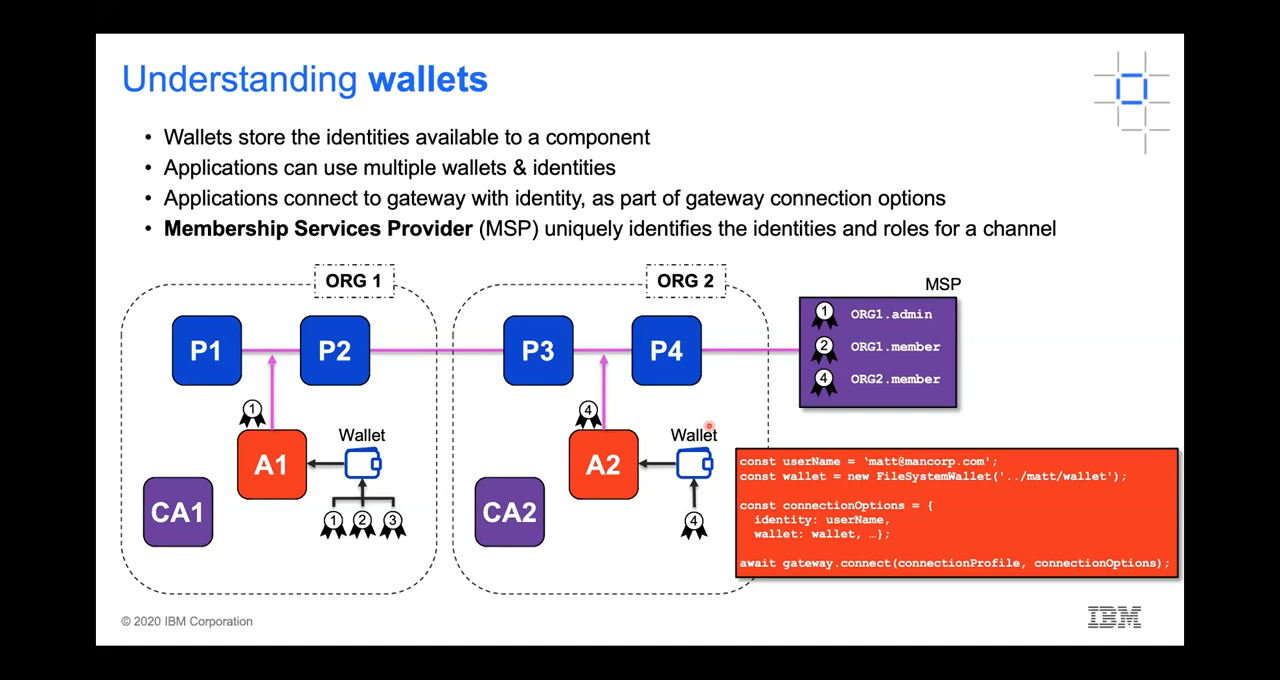 Understanding wallets
• Wallets store the identities available to a component
• Applications can use multiple wallets & identities
• Applications connect to gateway with identity, as part of gateway connection options
• Membership Services Provider (MSP) uniquely identifies the identities and roles for a channel
ORG 1
ORG 2
MSP
P1
P2
P3
P4
1 ORG1.admin
2 ORG1.member
4 ORG2.member
1
4
Wallet
Wallet
A1
A2
CA1
CA2
1 2 3
4
const userName = 'matt@mancorp.com';
const wallet = new FileSystemWallet('../matt/wallet');
const connectionOptions = {
identity: userName,
wallet: wallet, …};
await gateway.connect(connectionProfile, connectionOptions);
© 2020 IBM Corporation
IBM